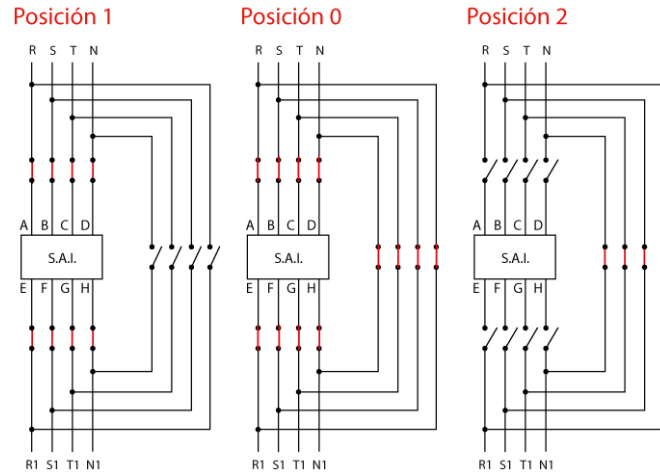 Posición 1
R S T N
A B C D
S.A.I.
E F G H
R1 S1 T1 N1
Posición 0
R S T N
A B C D
S.A.I.
E F G H
R1 S1 T1 N1
Posición 2
R S T N
A B C D
S.A.I.
E F G H
R1 S1 T1 N1